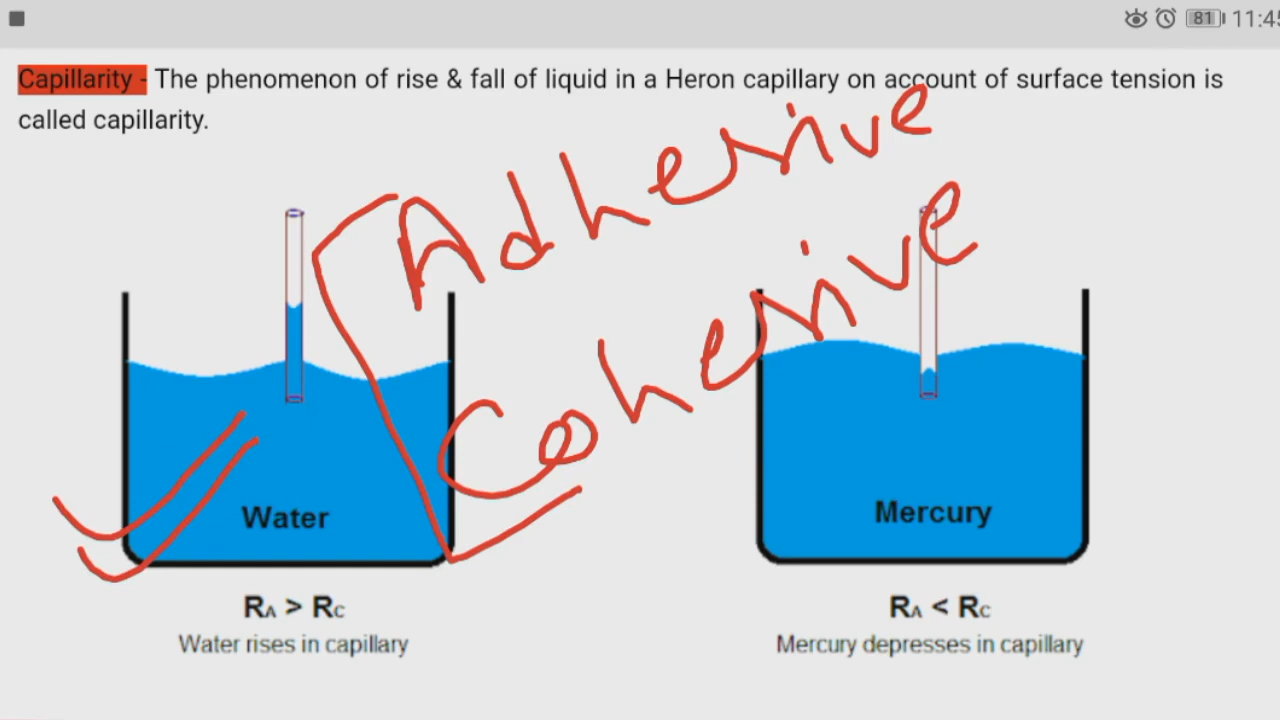 81 11:45
Capillarity - The phenomenon of rise & fall of liquid in a Heron capillary on account of surface tension is
called capillarity.
Adhesive
Cohesive
Water
Mercury
RA > RC
RA < RC
Water rises in capillary
Mercury depresses in capillary